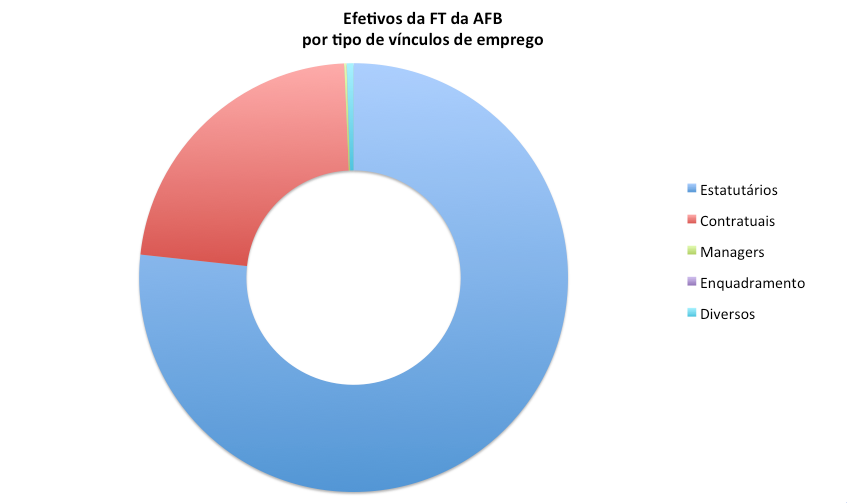 Efetivos da FT da AFB
por tipo de vínculos de emprego
Estatutários
Contratuais
Managers
Enquadramento
Diversos